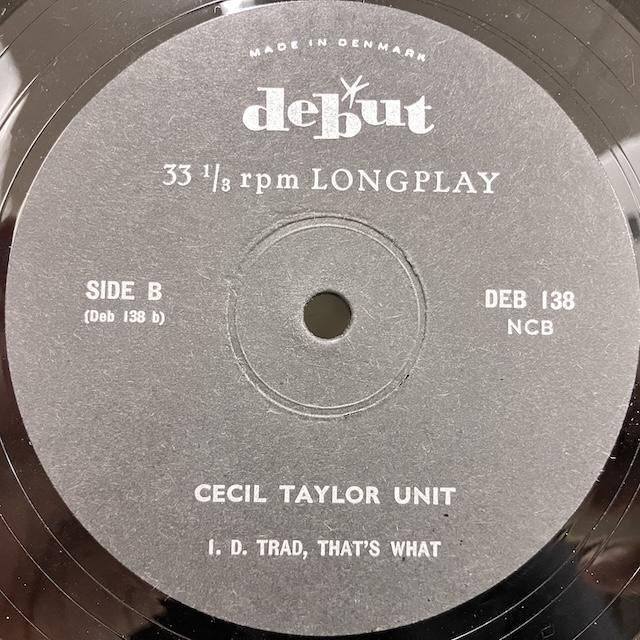 MADE IN DENMARK
debut
33 1/3 rpm LONGPLAY
SIDE B
(Deb 138 b)
DEB 138
NCB
CECIL TAYLOR UNIT
1. D. TRAD, THAT'S WHAT